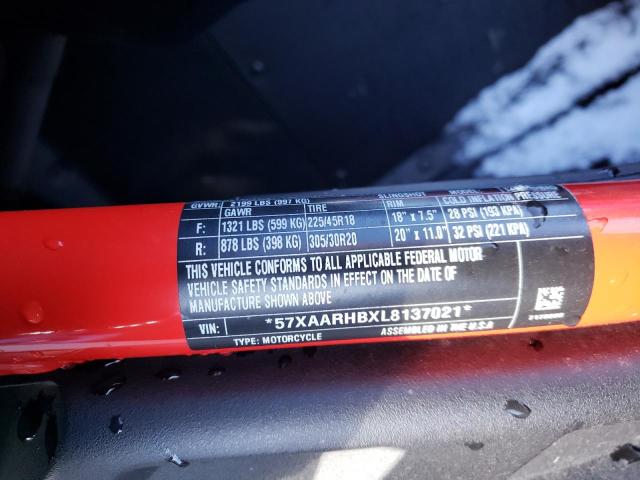 SLINGSHOT MODEL
GVWR: 2199 LBS (997 KG) COLD INFLATION PRESSURE
GAWR TIRE RIM
F: 1321 LBS (599 KG) 225/45R18 18" x 7.5" 28 PSI (193 KPA)
R: 878 LBS (398 KG) 305/30R20 20" x 11.0" 32 PSI (221 KPA)
THIS VEHICLE CONFORMS TO ALL APPLICABLE FEDERAL MOTOR
VEHICLE SAFETY STANDARDS IN EFFECT ON THE DATE OF
MANUFACTURE SHOWN ABOVE
VIN: *57XAARHBXL8137021*
TYPE: MOTORCYCLE ASSEMBLED IN THE U.S.A